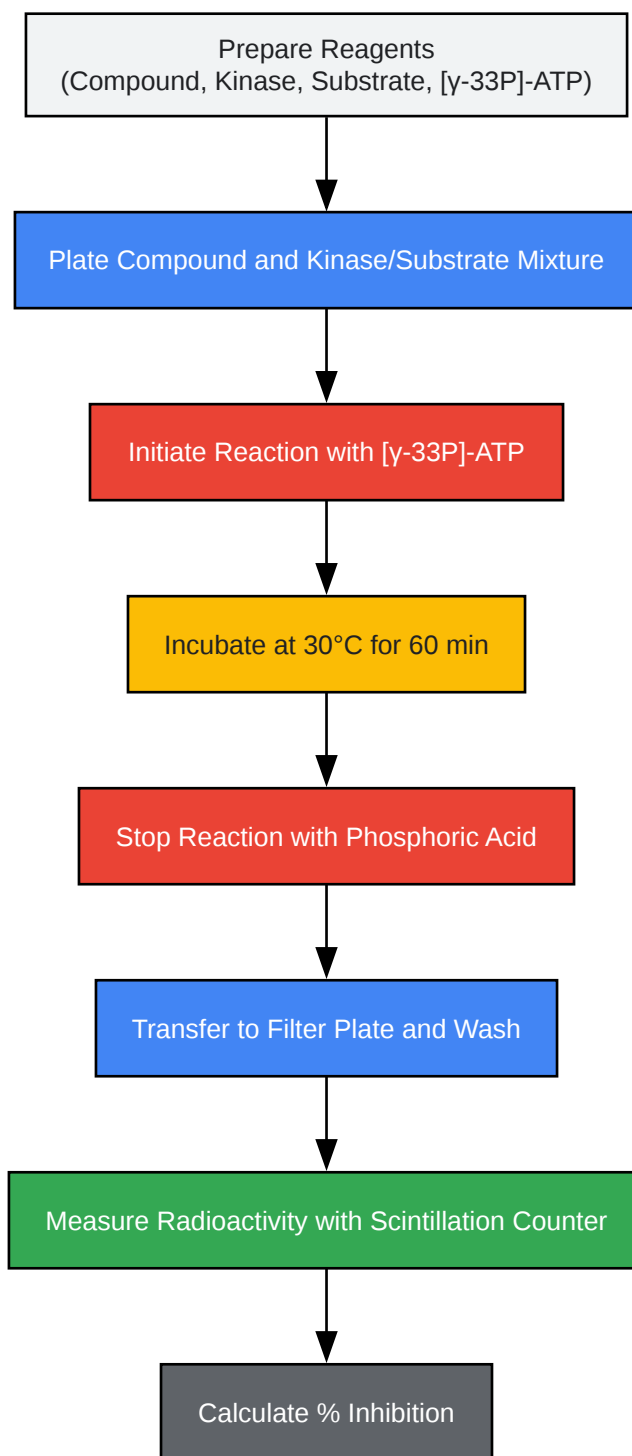 Prepare Reagents
(Compound, Kinase, Substrate, [γ-33P]-ATP)
Plate Compound and Kinase/Substrate Mixture
Initiate Reaction with [γ-33P]-ATP
Incubate at 30°C for 60 min
Stop Reaction with Phosphoric Acid
Transfer to Filter Plate and Wash
Measure Radioactivity with Scintillation Counter
Calculate % Inhibition